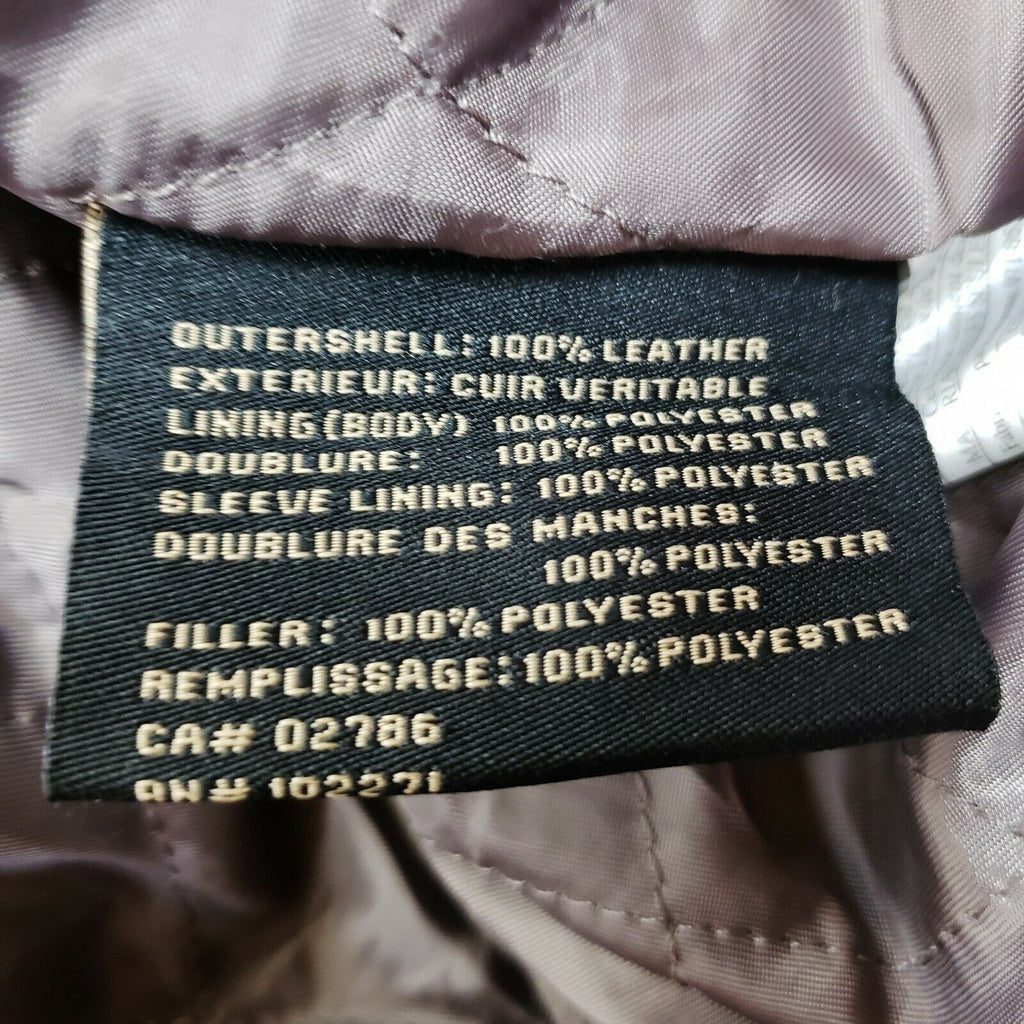 OUTERSHELL: 100% LEATHER
EXTERIEUR: CUIR VERITABLE
LINING (BODY) 100% POLYESTER
DOUBLURE: 100% POLYESTER
SLEEVE LINING: 100% POLYESTER
DOUBLURE DES MANCHES:
100% POLYESTER
FILLER: 100% POLYESTER
REMPLISSAGE: 100% POLYESTER
CA# 02786